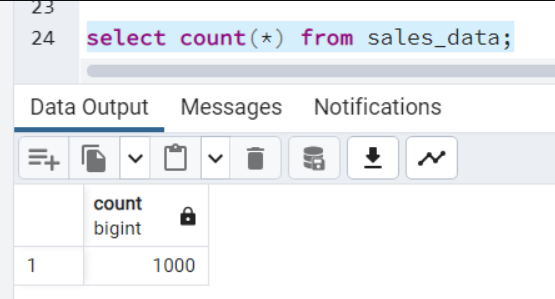 23
24 select count(*) from sales_data;
Data Output Messages Notifications
count
bigint
1 1000